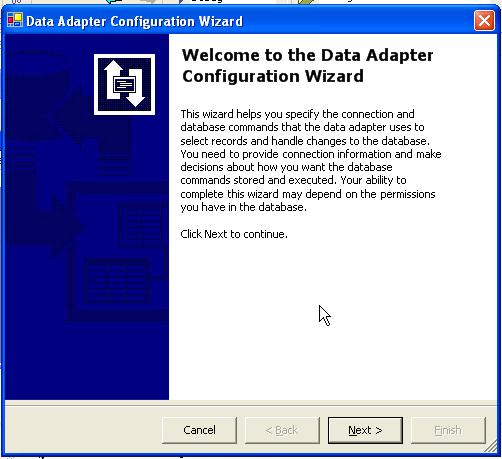 Data Adapter Configuration Wizard
Welcome to the Data Adapter
Configuration Wizard
This wizard helps you specify the connection and
database commands that the data adapter uses to
select records and handle changes to the database.
You need to provide connection information and make
decisions about how you want the database
commands stored and executed. Your ability to
complete this wizard may depend on the permissions
you have in the database.
Click Next to continue.
Cancel
< Back
Next >
Finish